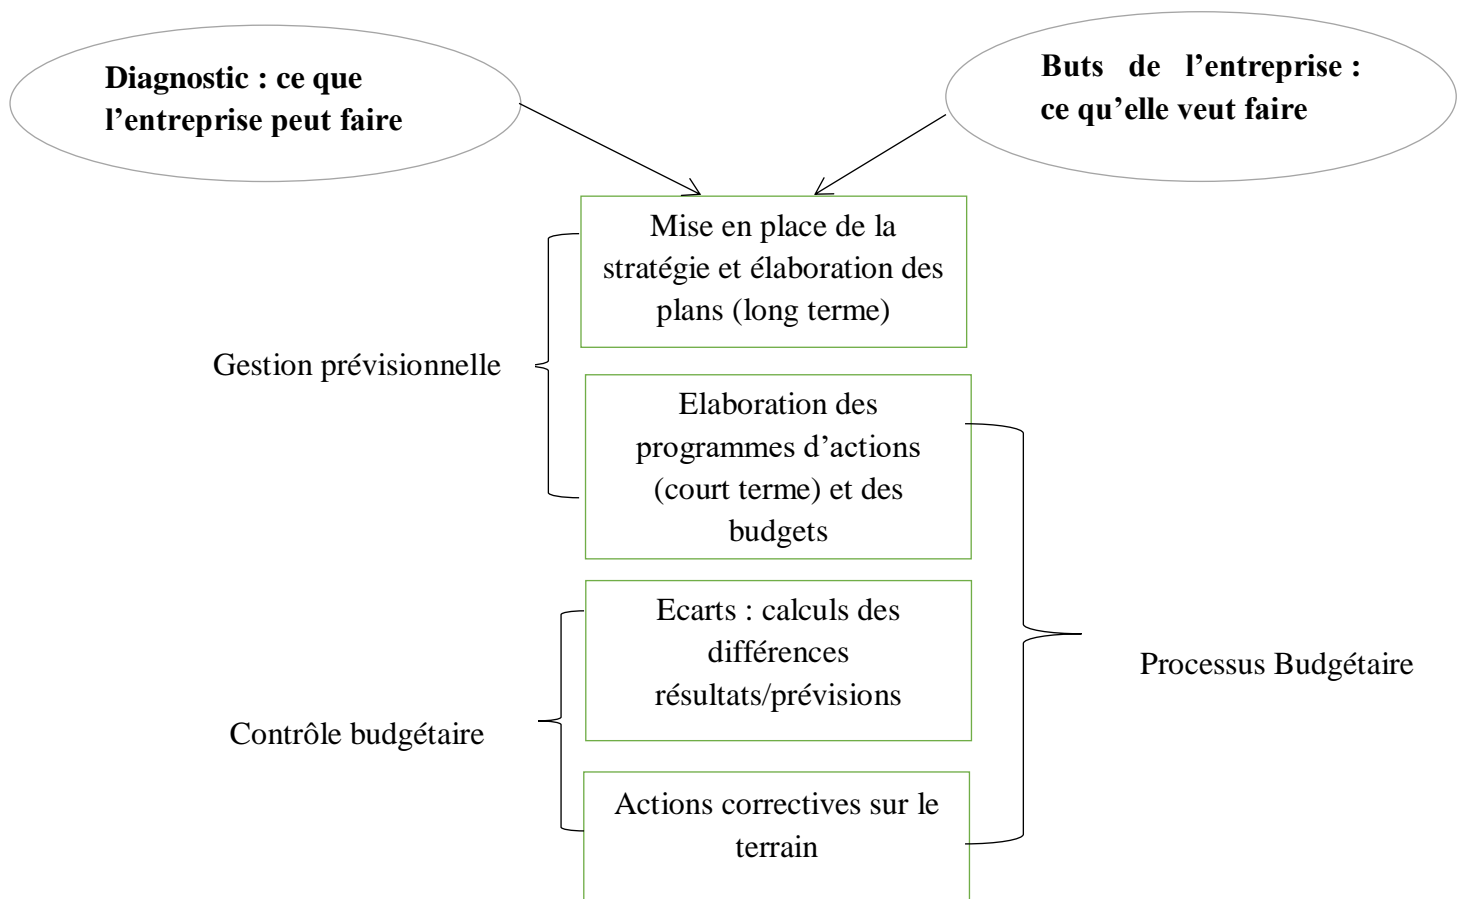 Diagnostic : ce que
l’entreprise peut faire
Buts de l’entreprise :
ce qu’elle veut faire
Mise en place de la
stratégie et élaboration des
plans (long terme)
Gestion prévisionnelle
Elaboration des
programmes d’actions
(court terme) et des
budgets
Ecarts : calculs des
différences
résultats/prévisions
Processus Budgétaire
Contrôle budgétaire
Actions correctives sur le
terrain